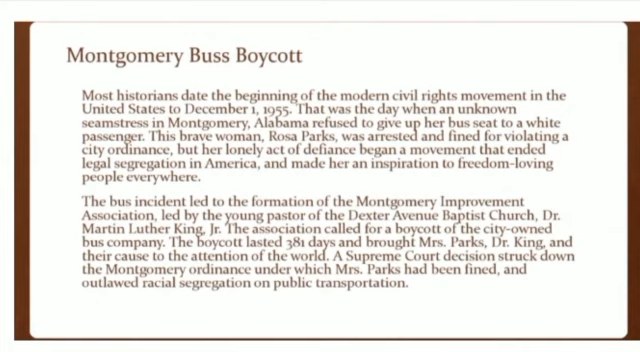 Montgomery Buss Boycott
Most historians date the beginning of the modern civil rights movement in the
United States to December 1, 1955. That was the day when an unknown
seamstress in Montgomery, Alabama refused to give up her bus seat to a white
passenger. This brave woman, Rosa Parks, was arrested and fined for violating a
city ordinance, but her lonely act of defiance began a movement that ended
legal segregation in America, and made her an inspiration to freedom-loving
people everywhere.
The bus incident led to the formation of the Montgomery Improvement
Association, led by the young pastor of the Dexter Avenue Baptist Church, Dr.
Martin Luther King, Jr. The association called for a boycott of the city-owned
bus company. The boycott lasted 381 days and brought Mrs. Parks, Dr. King, and
their cause to the attention of the world. A Supreme Court decision struck down
the Montgomery ordinance under which Mrs. Parks had been fined, and
outlawed racial segregation on public transportation.